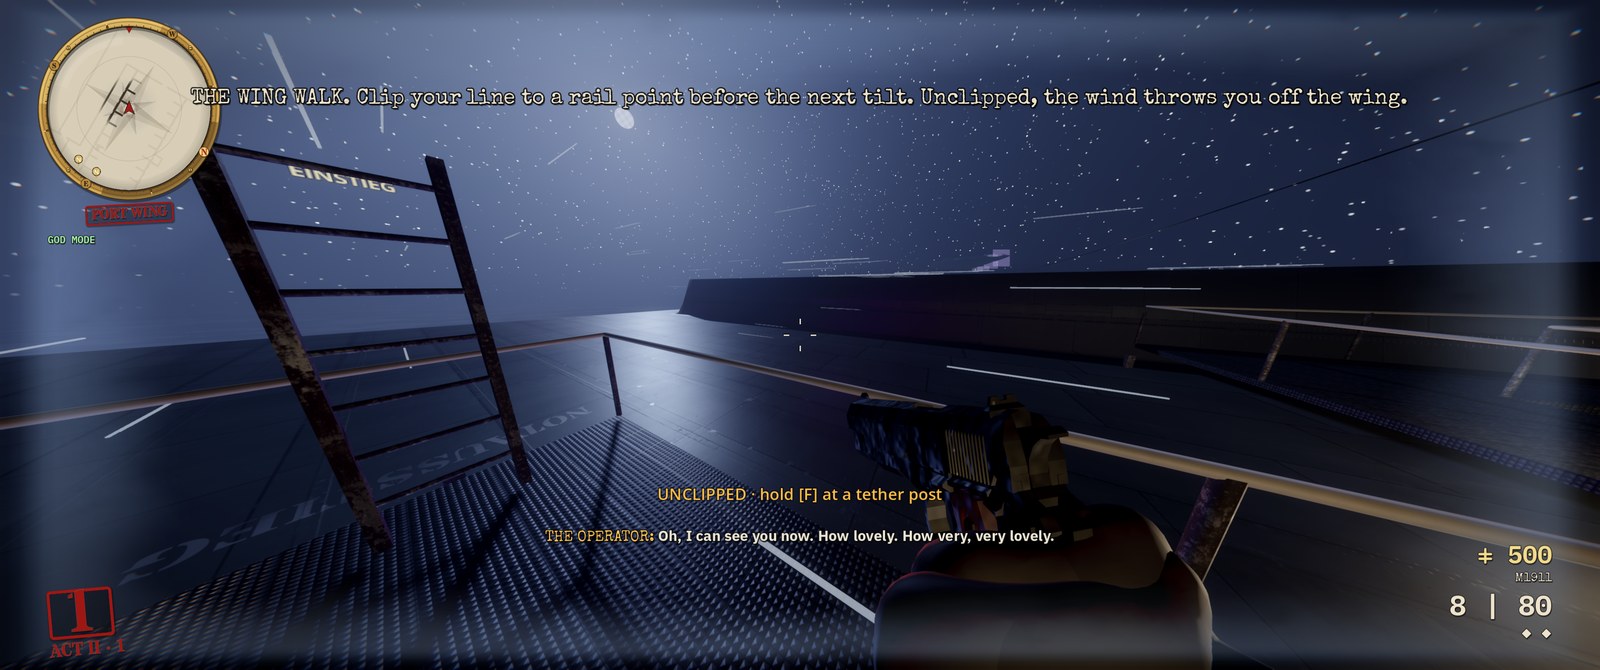 THE WING WALK. Clip your line to a rail point before the next tilt. Unclipped, the wind throws you off the wing.
W
S
N
E
EINSTIEG
PORT WING
GOD MODE
UNCLIPPED · hold [F] at a tether post
THE OPERATOR: Oh, I can see you now. How lovely. How very, very lovely.
500
M1911
8 | 80
1
ACT II · 1